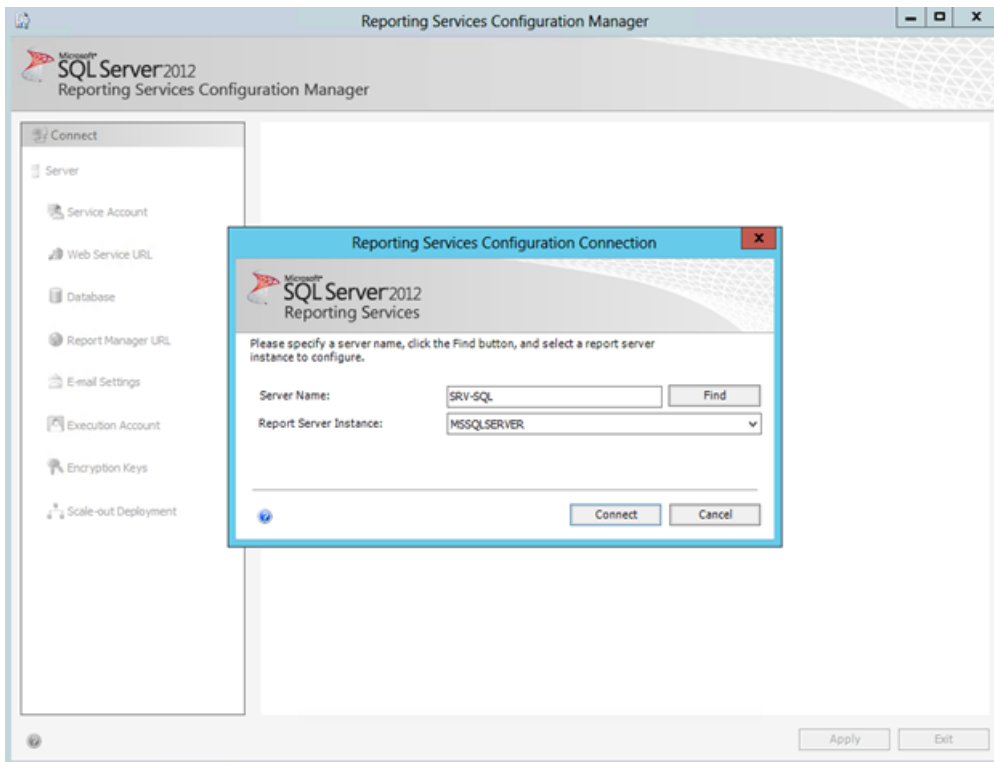 Reporting Services Configuration Manager
Microsoft
SQL Server 2012
Reporting Services Configuration Manager
Connect
Server
Service Account
Web Service URL
Database
Report Manager URL
E-mail Settings
Execution Account
Encryption Keys
Scale-out Deployment
Reporting Services Configuration Connection
Microsoft
SQL Server 2012
Reporting Services
Please specify a server name, click the Find button, and select a report server
instance to configure.
Server Name:
SRV-SQL
Find
Report Server Instance:
MSSQLSERVER
Connect
Cancel
Apply
Exit